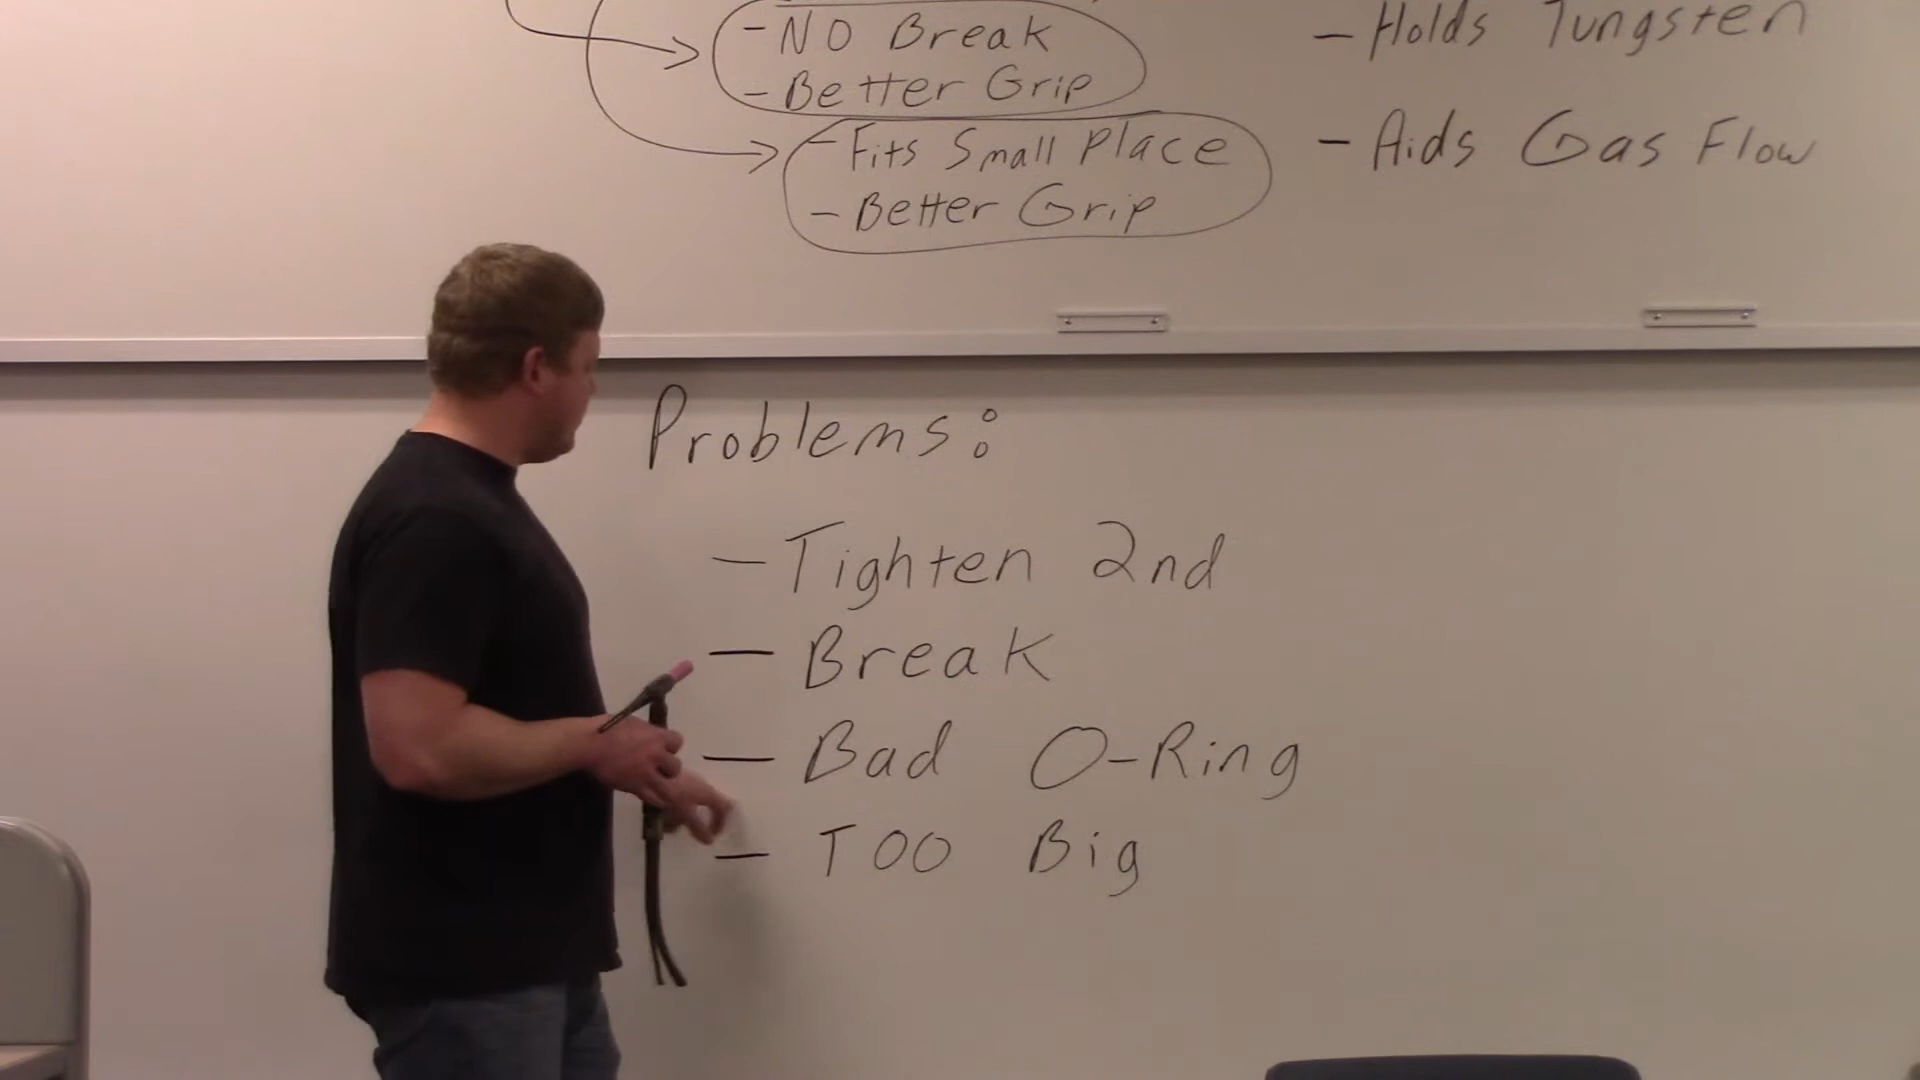 - NO Break
- Better Grip
- Fits Small Place
- Better Grip
- Holds Tungsten
- Aids Gas Flow
Problems:
- Tighten 2nd
- Break
- Bad O-Ring
- TOO Big